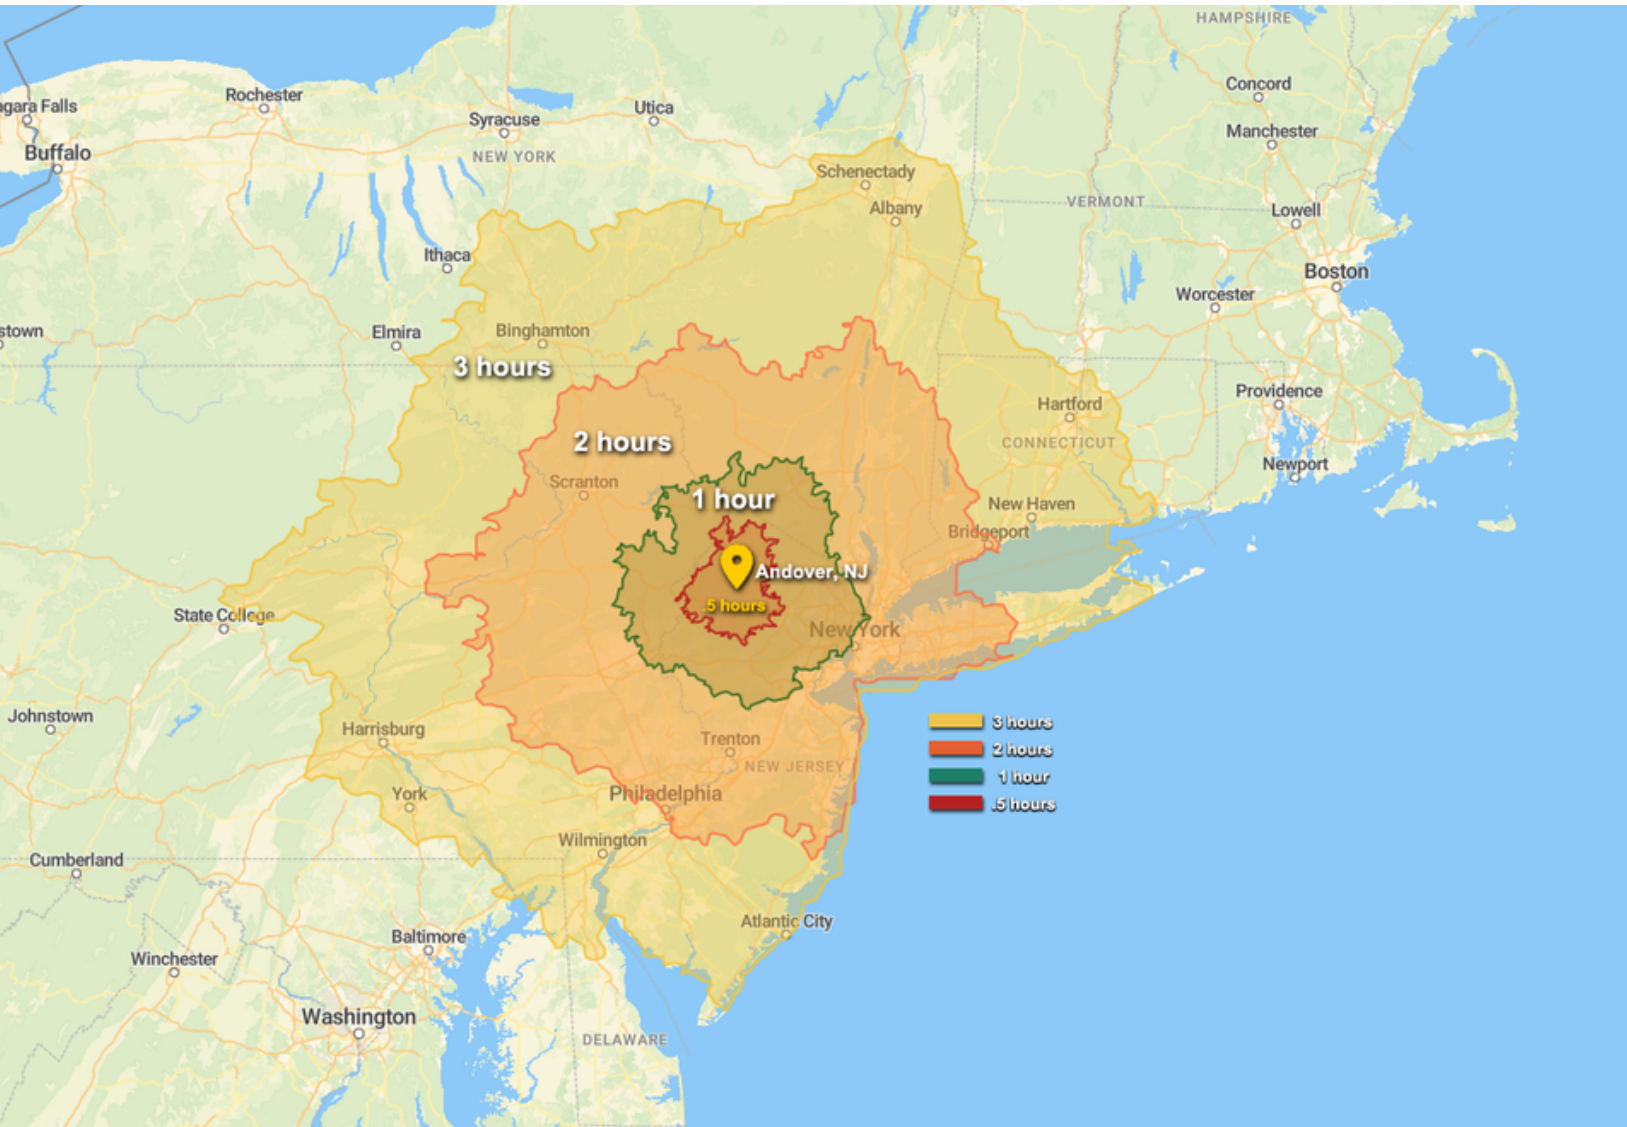 HAMPSHIRE
Concord
Rochester
agara Falls
Utica
Syracuse
Manchester
Buffalo
NEW YORK
Schenectady
VERMONT
Albany
Lowell
Ithaca
Boston
Worcester
stown
Elmira
Binghamton
3 hours
Providence
Hartford
2 hours
CONNECTICUT
Newport
Scranton
1 hour
New Haven
Bridgeport
Andover, NJ
.5 hours
State College
New York
Johnstown
Harrisburg
3 hours
Trenton
2 hours
NEW JERSEY
1 hour
York
Philadelphia
.5 hours
Wilmington
Cumberland
Atlantic City
Baltimore
Winchester
Washington
DELAWARE